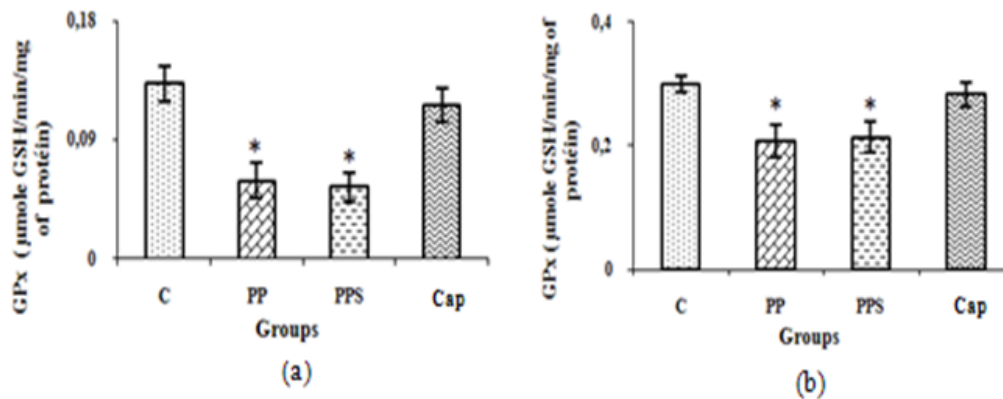 GPx ( µmole GSH/min/mg
of protéin)
0,18
0,09
0
*
*
C
PP
PPS
Cap
Groups
(a)
GPx ( µmole GSH/min/mg of
protéin)
0,4
0,2
0
*
*
C
PP
PPS
Cap
Groups
(b)